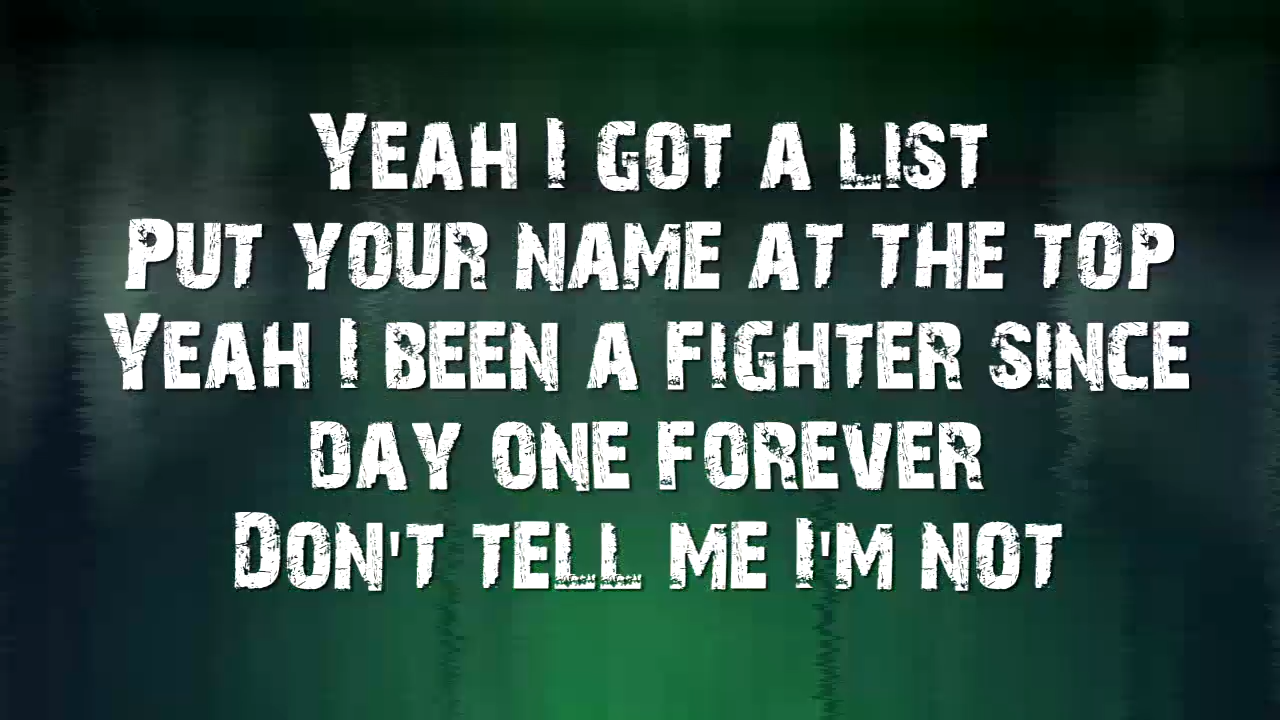 Yeah I got a list
Put your name at the top
Yeah I been a fighter since
day one forever
Don't tell me I'm not